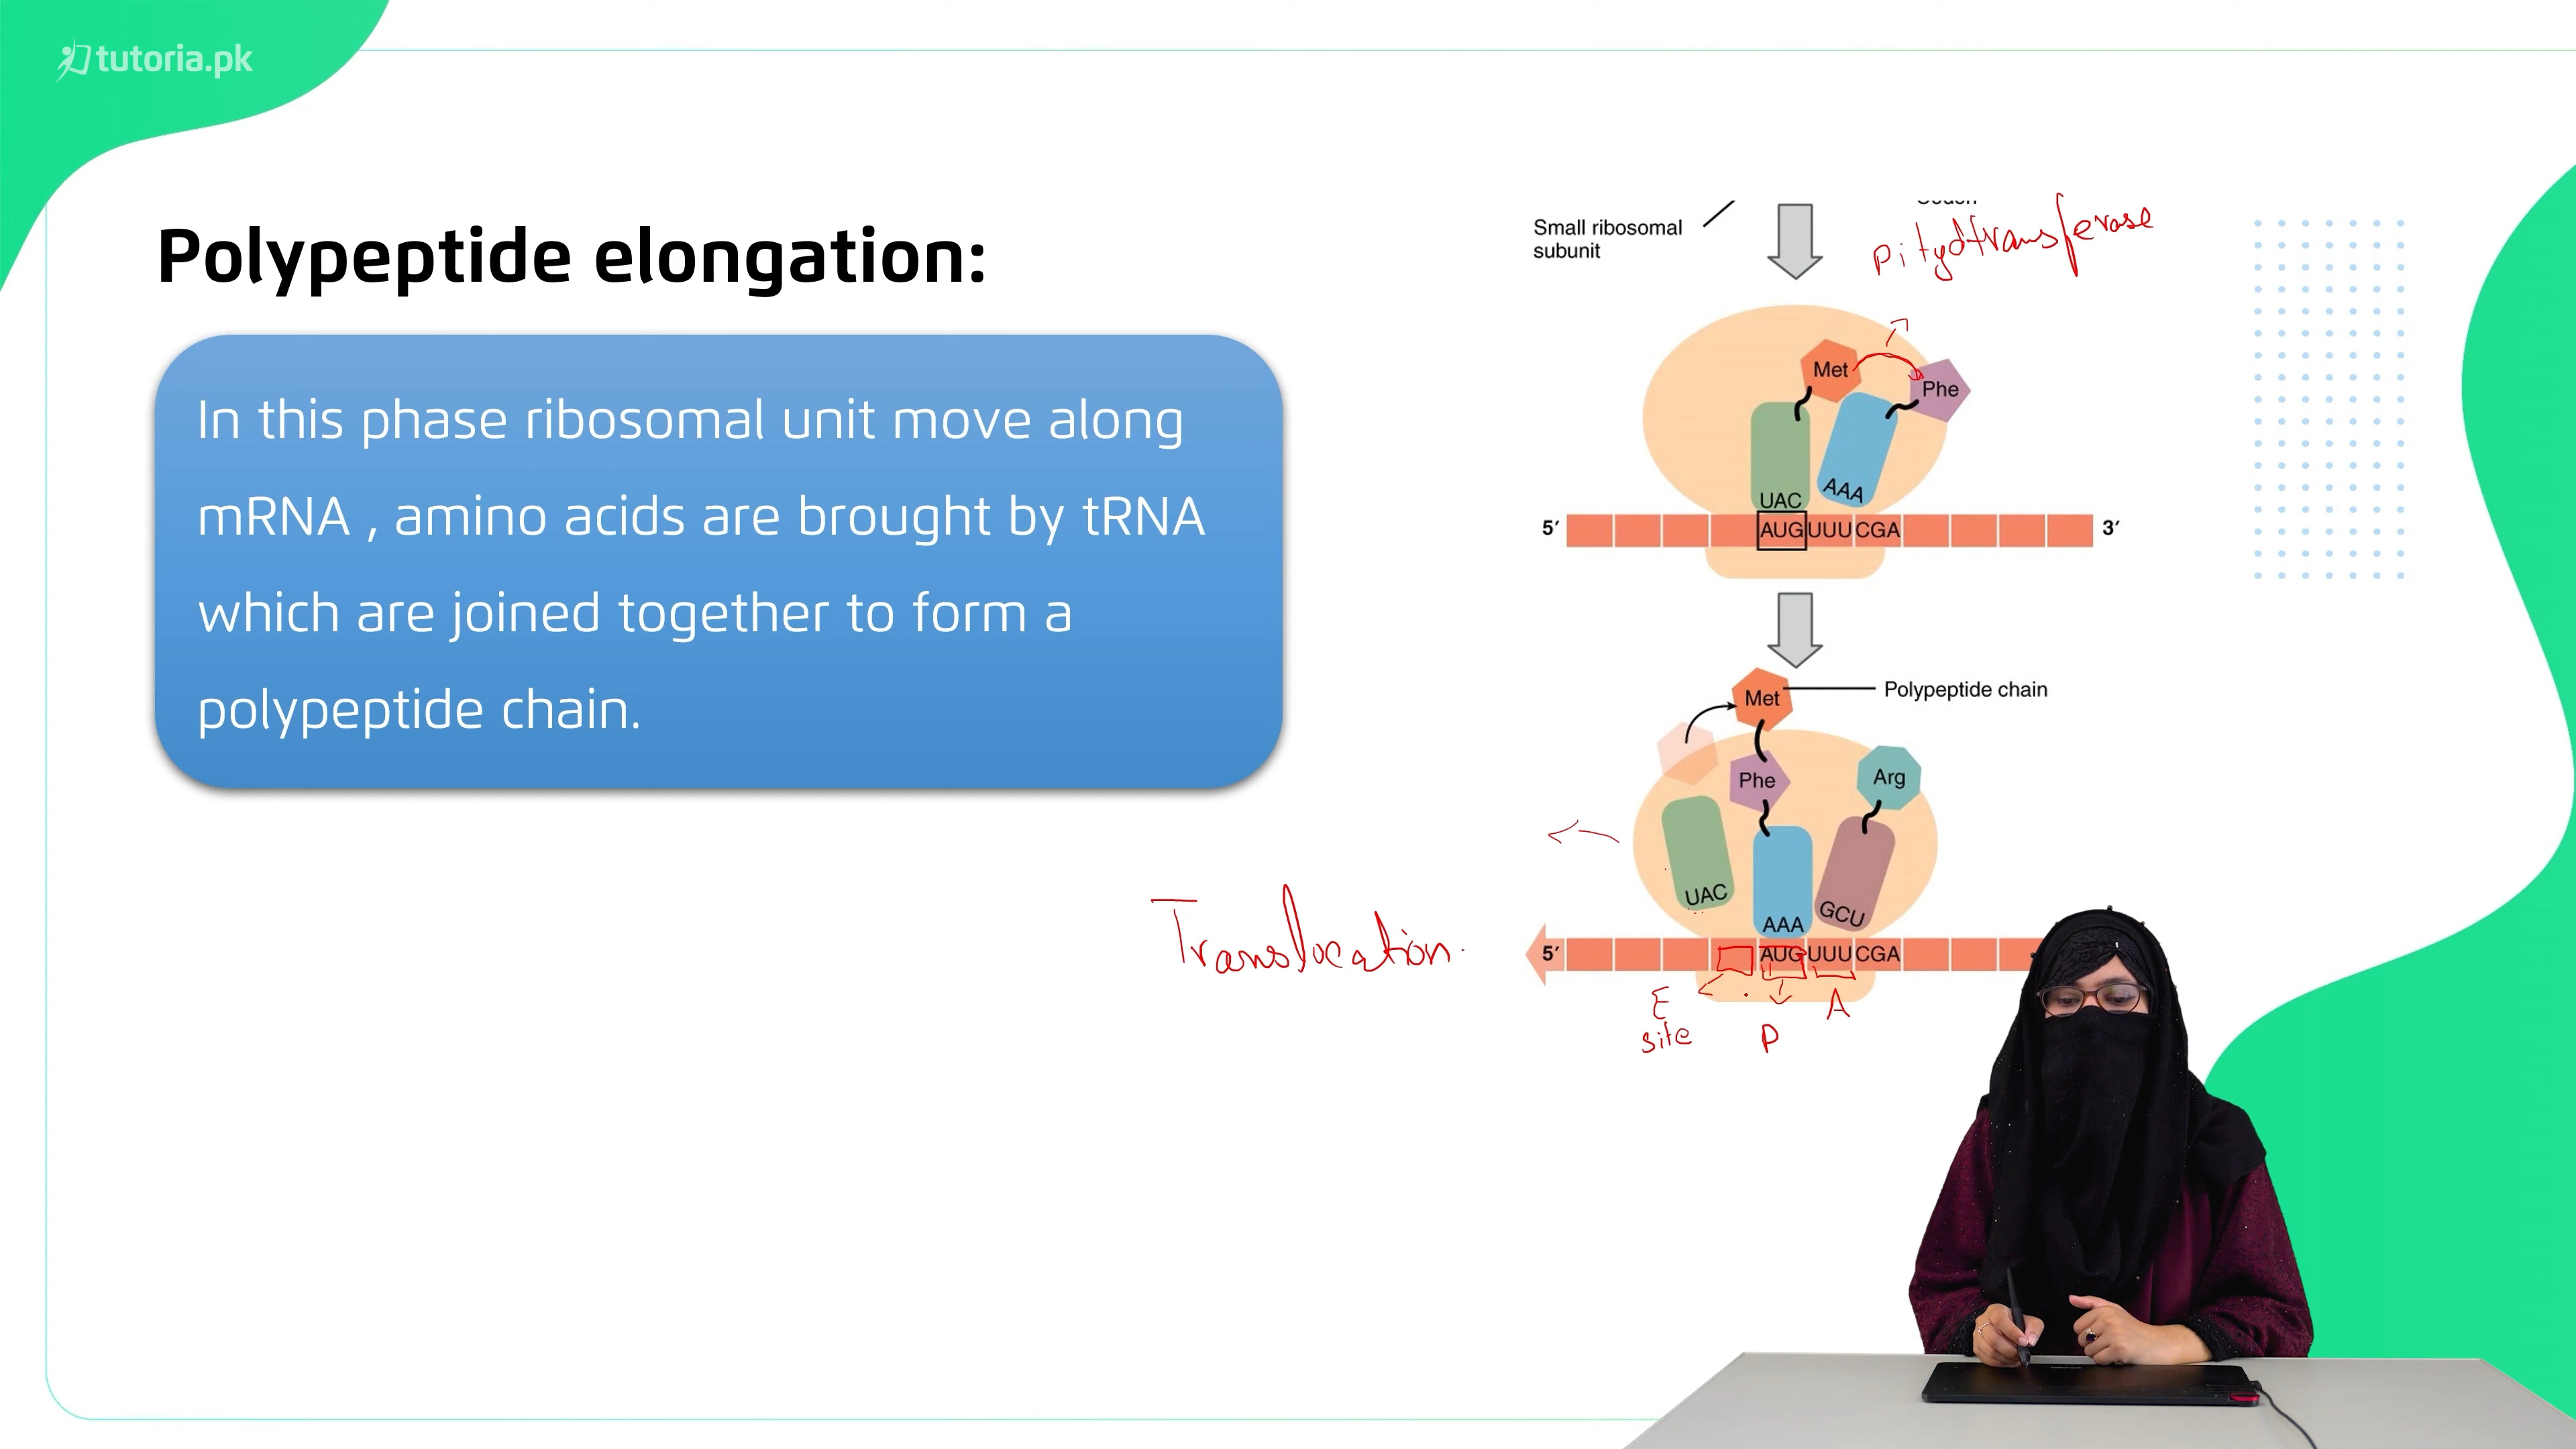 tutoria.pk
Polypeptide elongation:
In this phase ribosomal unit move along
mRNA , amino acids are brought by tRNA
which are joined together to form a
polypeptide chain.
Small ribosomal
subunit
Met
Phe
UAC
AAA
5′
AUG UUU CGA
3′
Met
Polypeptide chain
Phe
Arg
UAC
AAA
GCU
5′
AUG UUU CGA
Translocation.
E
site
P
A